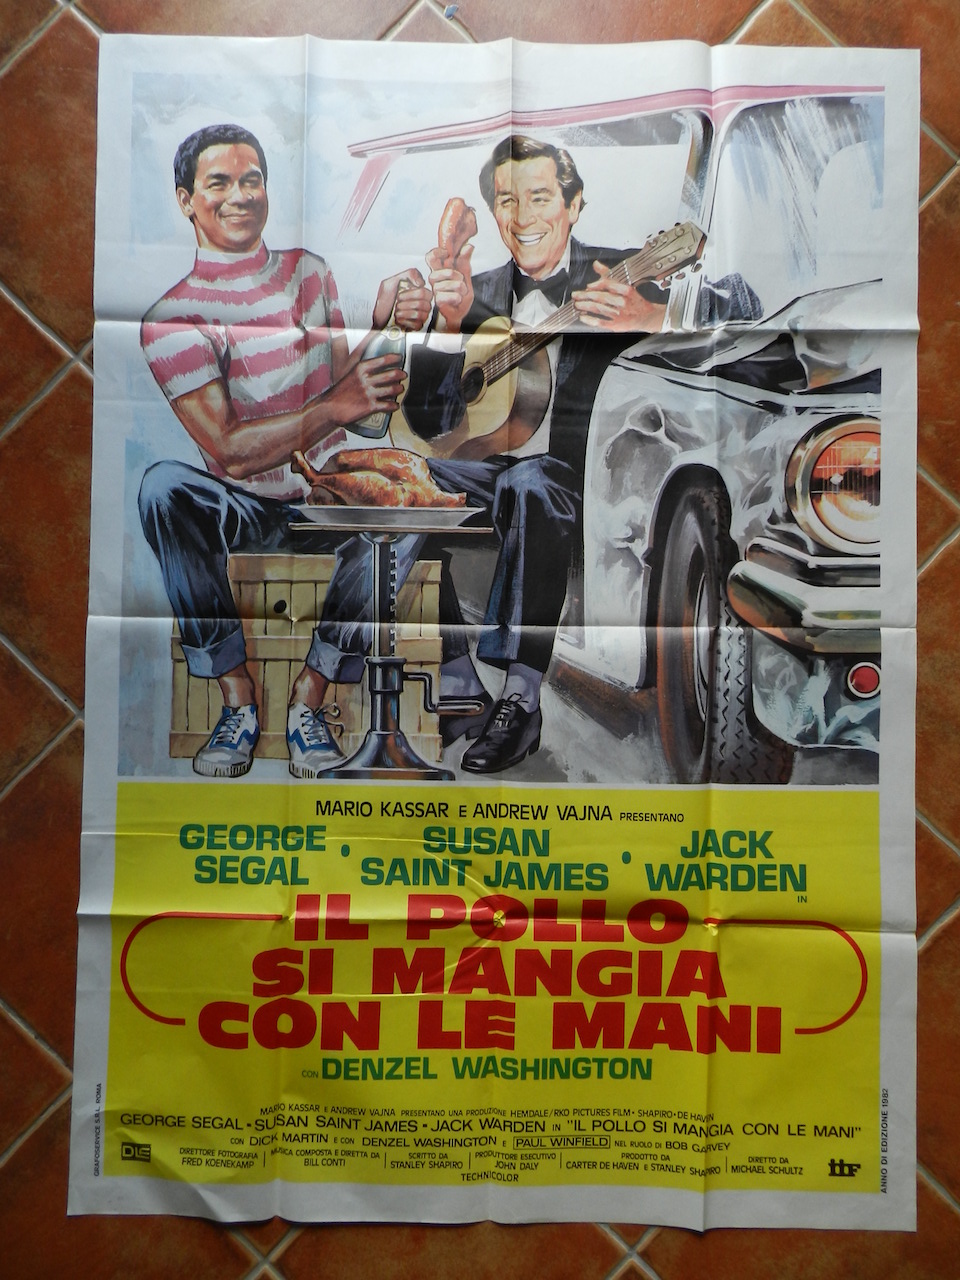 MARIO KASSAR E ANDREW VAJNA PRESENTANO
GEORGE SEGAL • SUSAN SAINT JAMES • JACK WARDEN
IN
IL POLLO
SI MANGIA
CON LE MANI
CON DENZEL WASHINGTON
MARIO KASSAR E ANDREW VAJNA PRESENTANO UNA PRODUZIONE HEMDALE/RKO PICTURES FILM • SHAPIRO • DE HAVEN
GEORGE SEGAL - SUSAN SAINT JAMES - JACK WARDEN IN "IL POLLO SI MANGIA CON LE MANI"
CON DICK MARTIN E CON DENZEL WASHINGTON E PAUL WINFIELD NEL RUOLO DI BOB GARVEY
DIRETTORE FOTOGRAFIA FRED KOENEKAMP
MUSICA COMPOSTA E DIRETTA DA BILL CONTI
SCRITTO DA STANLEY SHAPIRO
PRODUTTORE ESECUTIVO JOHN DALY
PRODOTTO DA CARTER DE HAVEN E STANLEY SHAPIRO
DIRETTO DA MICHAEL SCHULTZ
TECHNICOLOR
GRAFOSERVICE S.R.L. ROMA
ANNO DI EDIZIONE 1982